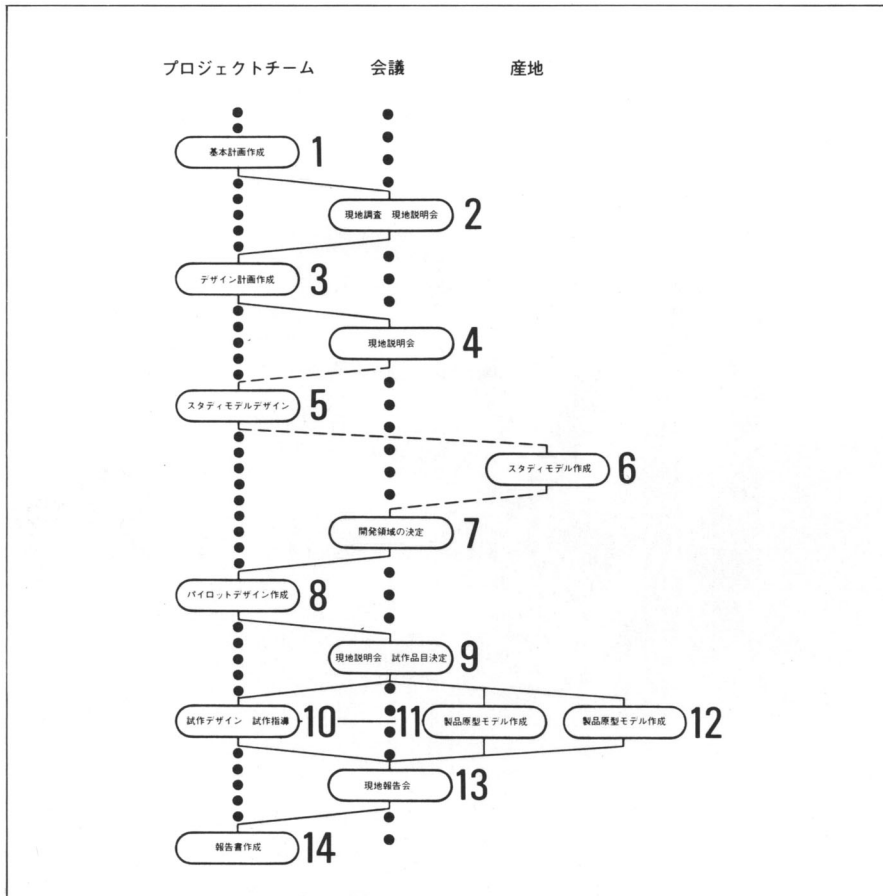 プロジェクトチーム 会議 産地
基本計画作成 1
現地調査 現地説明会 2
デザイン計画作成 3
現地説明会 4
スタディモデルデザイン 5
スタディモデル作成 6
開発領域の決定 7
パイロットデザイン作成 8
現地説明会 試作品目決定 9
試作デザイン 試作指導 10 11 製品原型モデル作成 製品原型モデル作成 12
現地報告会 13
報告書作成 14